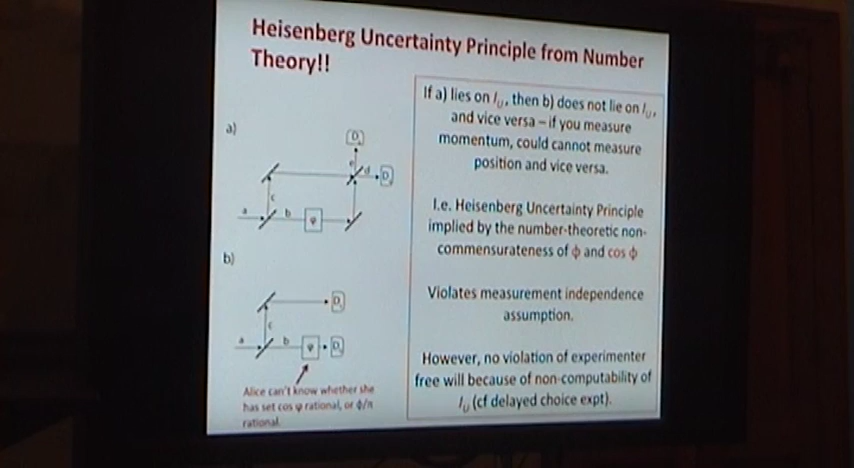 Heisenberg Uncertainty Principle from Number
Theory!!
a)
D
e
d
D
c
a
b
φ
b)
D
c
a
b
φ
D
Alice can't know whether she
has set cos φ rational, or φ/π
rational.
If a) lies on I_U, then b) does not lie on I_U,
and vice versa – if you measure
momentum, could cannot measure
position and vice versa.
I.e. Heisenberg Uncertainty Principle
implied by the number-theoretic non-
commensurateness of ϕ and cos ϕ
Violates measurement independence
assumption.
However, no violation of experimenter
free will because of non-computability of
I_U (cf delayed choice expt).